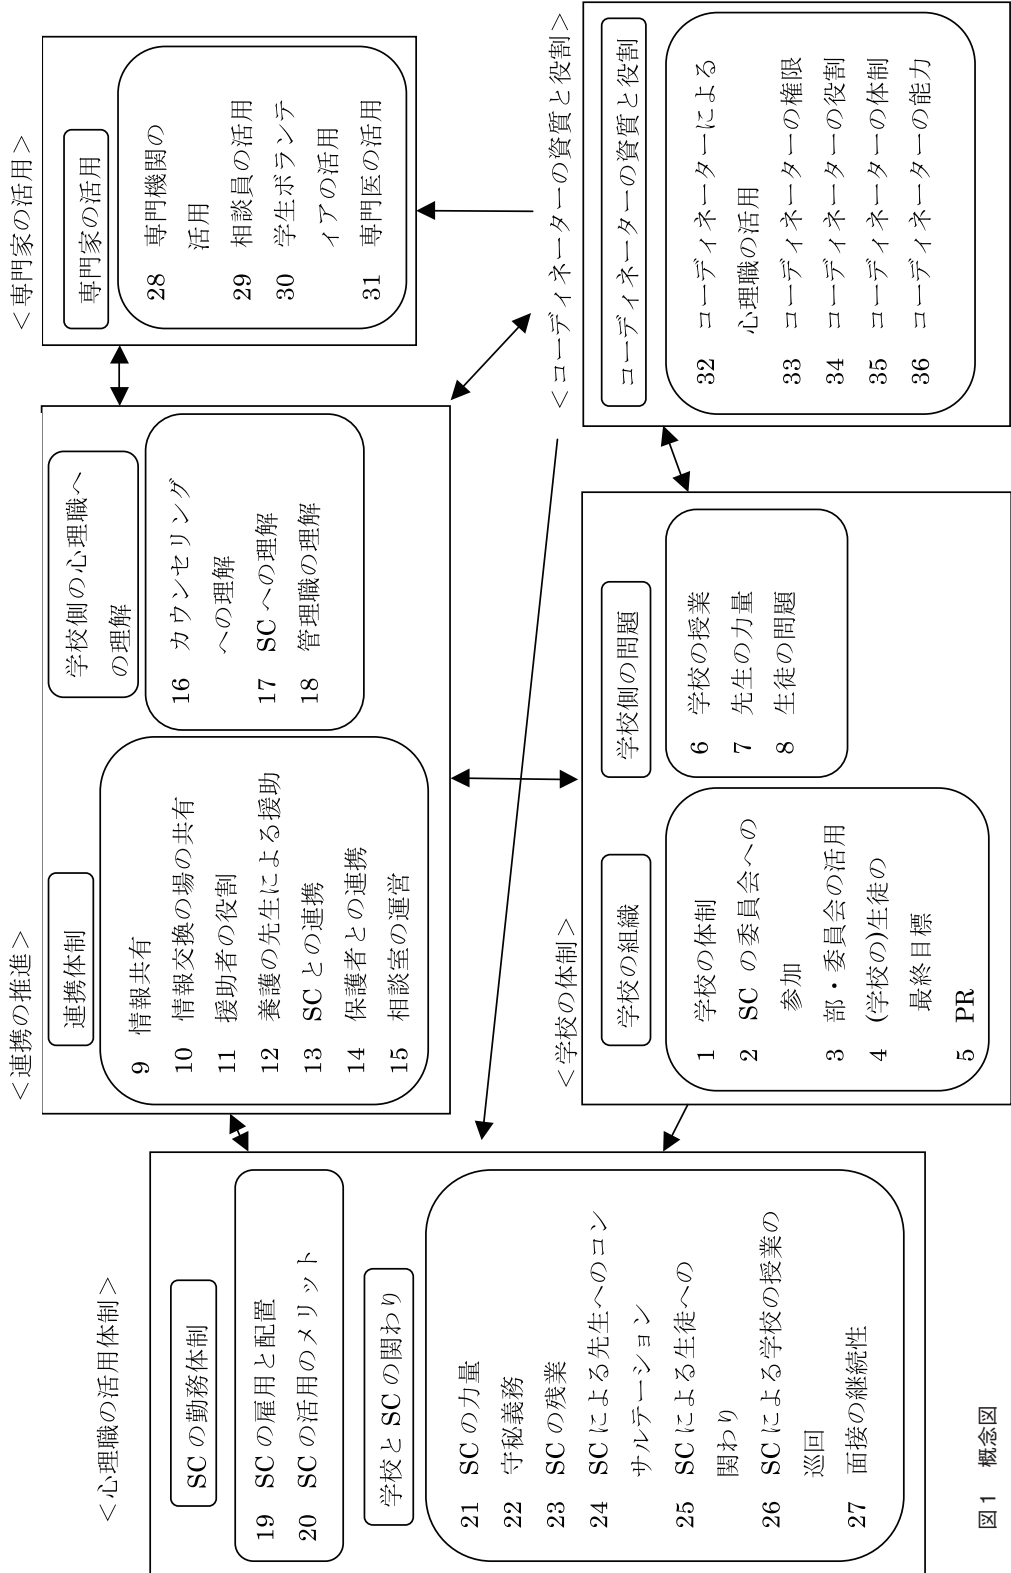 ＜心理職の活用体制＞
SC の勤務体制
19 SC の雇用と配置
20 SC の活用のメリット
学校と SC の関わり
21 SC の力量
22 守秘義務
23 SC の残業
24 SC による先生へのコン
サルテーション
25 SC による生徒への
関わり
26 SC による学校の授業の
巡回
27 面接の継続性
＜連携の推進＞
連携体制
9 情報共有
10 情報交換の場の共有
11 援助者の役割
12 養護の先生による援助
13 SC との連携
14 保護者との連携
15 相談室の運営
学校側の心理職へ
の理解
16 カウンセリング
への理解
17 SC への理解
18 管理職の理解
＜専門家の活用＞
専門家の活用
28 専門機関の
活用
29 相談員の活用
30 学生ボランテ
ィアの活用
31 専門医の活用
＜学校の体制＞
学校の組織
1 学校の体制
2 SC の委員会への
参加
3 部・委員会の活用
4 (学校の)生徒の
最終目標
5 PR
学校側の問題
6 学校の授業
7 先生の力量
8 生徒の問題
＜コーディネーターの資質と役割＞
コーディネーターの資質と役割
32 コーディネーターによる
心理職の活用
33 コーディネーターの権限
34 コーディネーターの役割
35 コーディネーターの体制
36 コーディネーターの能力
図1 概念図